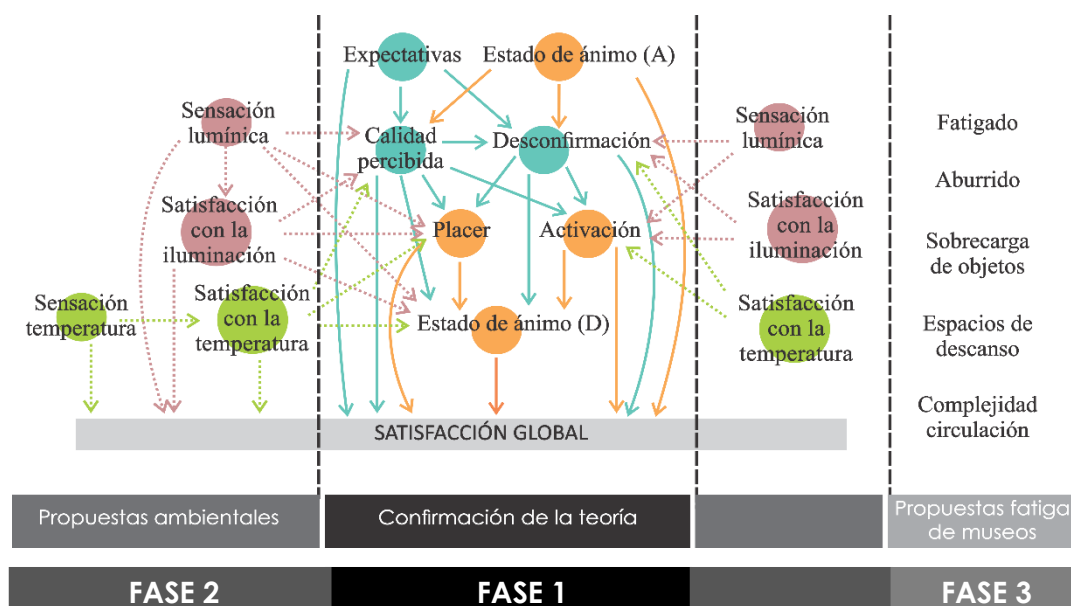 Expectativas
Estado de ánimo (A)
Sensación
lumínica
Calidad
percibida
Desconfirmación
Sensación
lumínica
Fatigado
Aburrido
Satisfacción
con la
iluminación
Placer
Activación
Satisfacción
con la
iluminación
Sobrecarga
de objetos
Sensación
temperatura
Satisfacción
con la
temperatura
Estado de ánimo (D)
Satisfacción
con la
temperatura
Espacios de
descanso
Complejidad
circulación
SATISFACCIÓN GLOBAL
Propuestas ambientales
Confirmación de la teoría
Propuestas fatiga
de museos
FASE 2
FASE 1
FASE 3